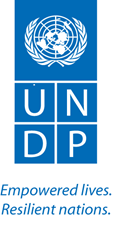 U N
D P
Empowered lives.
Resilient nations.